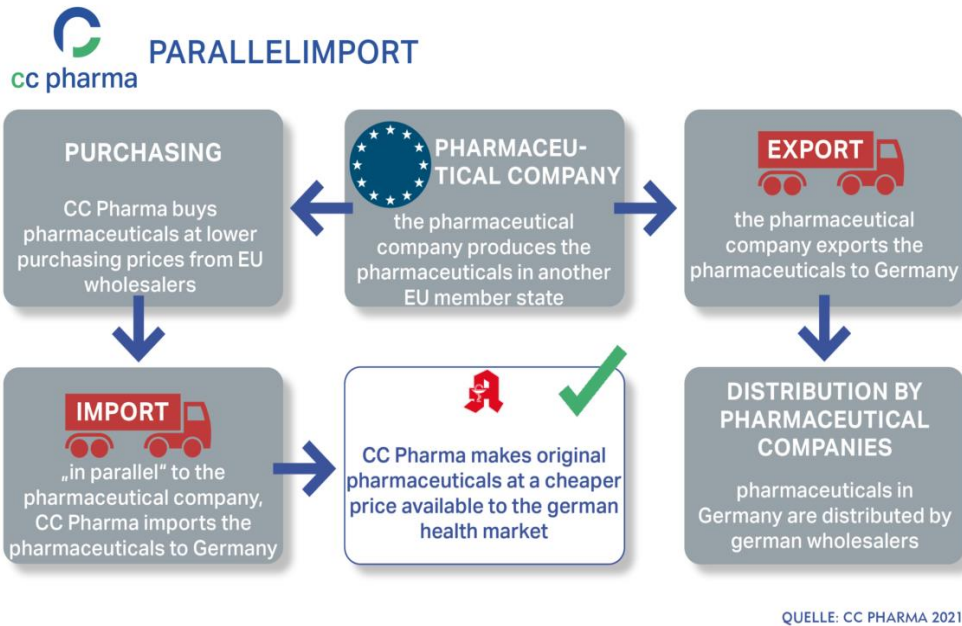 cc pharma
PARALLELIMPORT
PURCHASING
CC Pharma buys
pharmaceuticals at lower
purchasing prices from EU
wholesalers
PHARMACEU-
TICAL COMPANY
the pharmaceutical
company produces the
pharmaceuticals in another
EU member state
EXPORT
the pharmaceutical
company exports the
pharmaceuticals to Germany
IMPORT
„in parallel“ to the
pharmaceutical company,
CC Pharma imports the
pharmaceuticals to Germany
CC Pharma makes original
pharmaceuticals at a cheaper
price available to the german
health market
DISTRIBUTION BY
PHARMACEUTICAL
COMPANIES
pharmaceuticals in
Germany are distributed by
german wholesalers
QUELLE: CC PHARMA 2021